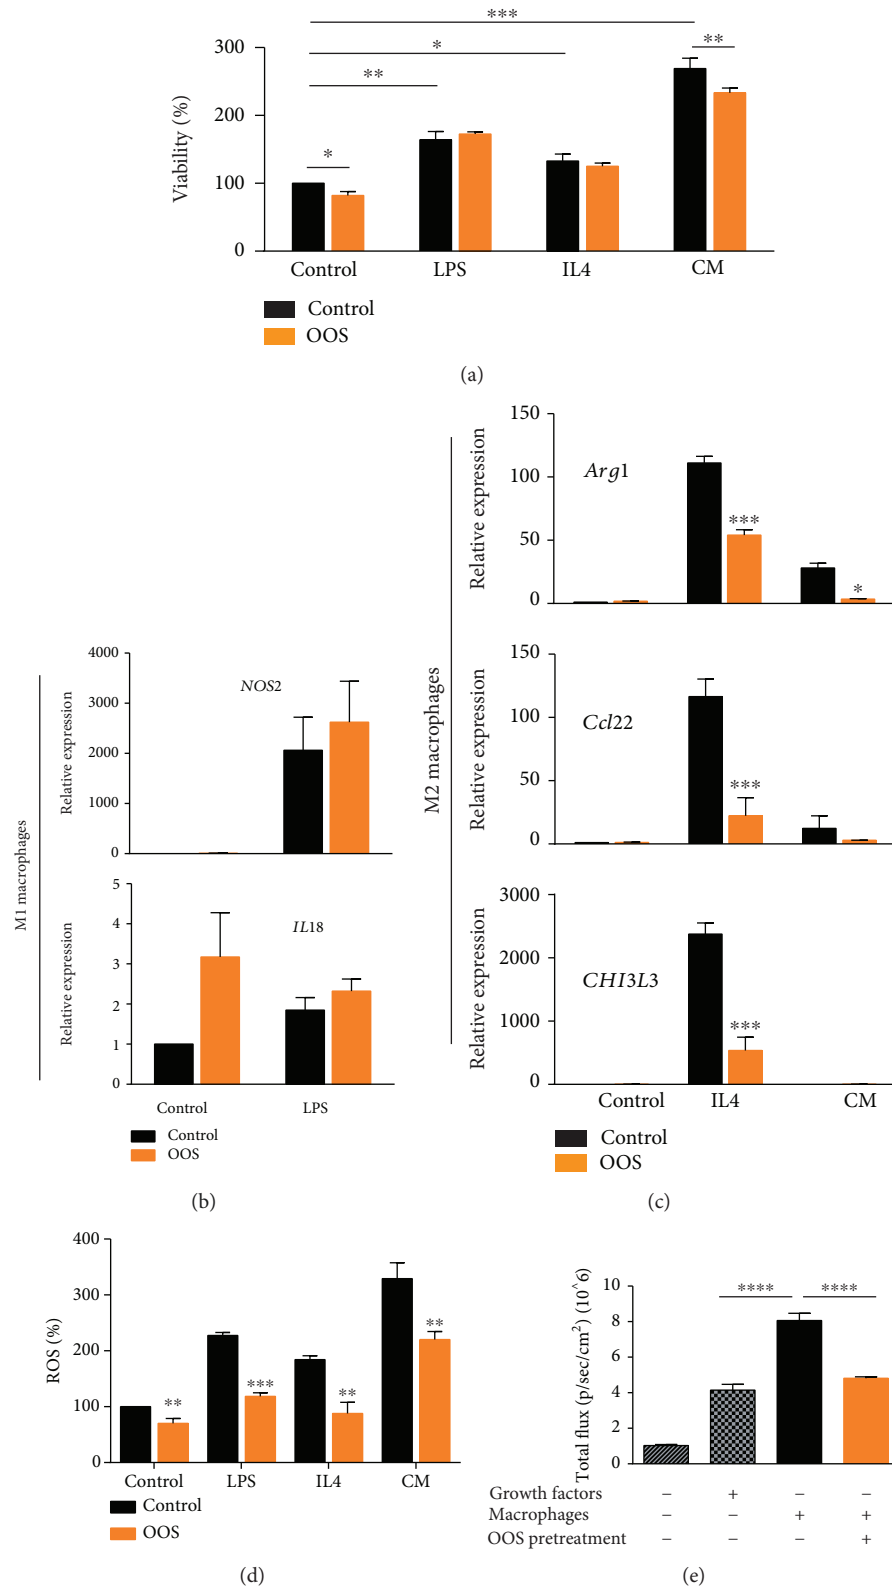 ***
*
**
**
*
Viability (%)
300
200
100
0
Control
LPS
IL4
CM
Control
OOS
(a)
M1 macrophages
Relative expression
4000
3000
2000
1000
0
NOS2
Relative expression
5
4
3
2
1
0
IL18
Control
LPS
Control
OOS
(b)
M2 macrophages
Relative expression
150
100
50
0
Arg1
***
*
Relative expression
150
100
50
0
Ccl22
***
Relative expression
3000
2000
1000
0
CHI3L3
***
Control
IL4
CM
Control
OOS
(c)
ROS (%)
400
300
200
100
0
**
***
**
**
Control
LPS
IL4
CM
Control
OOS
(d)
Total flux (p/sec/cm2) (10^6)
10
8
6
4
2
0
****
****
Growth factors − + − −
Macrophages − − + +
OOS pretreatment − − − +
(e)